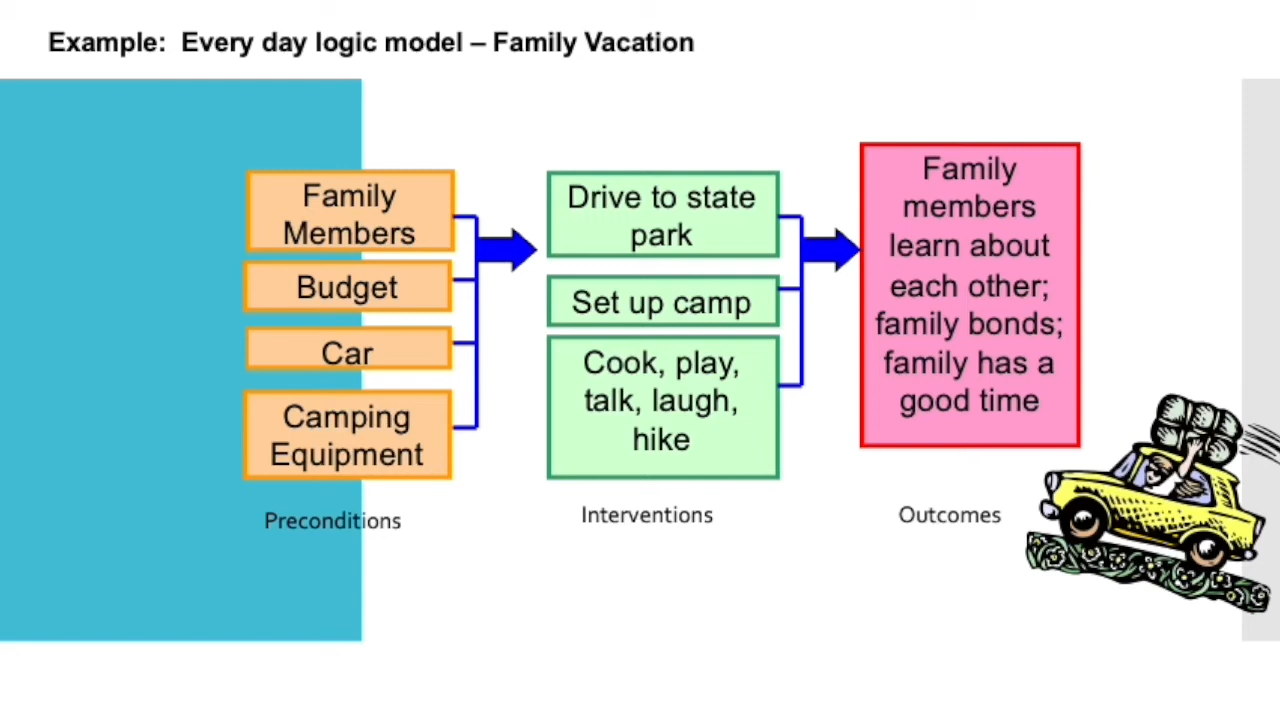 Example: Every day logic model – Family Vacation
Family
Members
Budget
Car
Camping
Equipment
Preconditions
Drive to state
park
Set up camp
Cook, play,
talk, laugh,
hike
Interventions
Family
members
learn about
each other;
family bonds;
family has a
good time
Outcomes